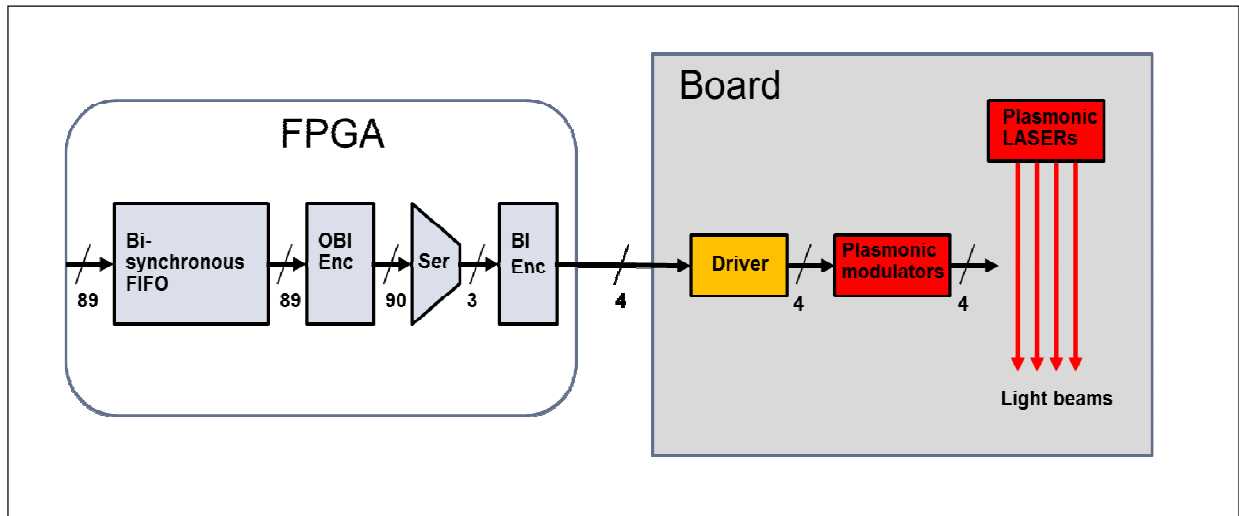 Board
FPGA
Plasmonic
LASERs
Bi-
synchronous
FIFO
OBI
Enc
Ser
BI
Enc
Driver
Plasmonic
modulators
89
89
90
3
4
4
4
Light beams